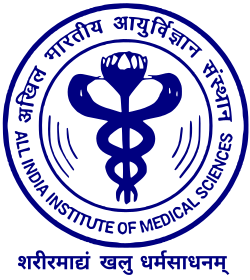 अखिल भारतीय आयुर्विज्ञान संस्थान
ALL INDIA INSTITUTE OF MEDICAL SCIENCES
शरीरमाद्यं खलु धर्मसाधनम्